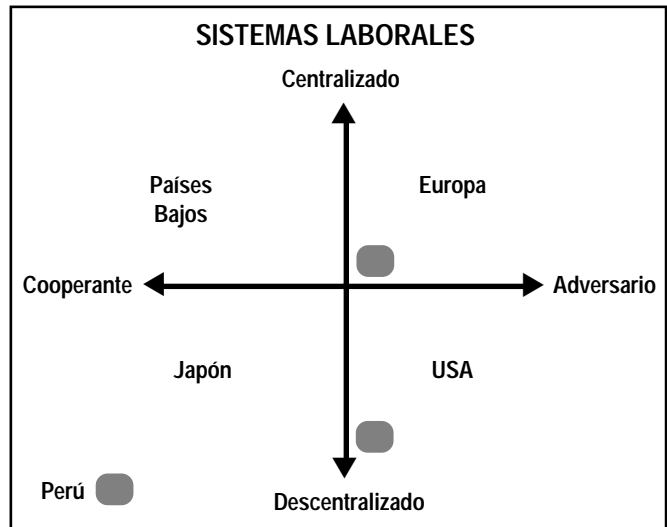 SISTEMAS LABORALES
Centralizado
Países
Bajos
Europa
Cooperante
Adversario
Japón
USA
Perú
Descentralizado